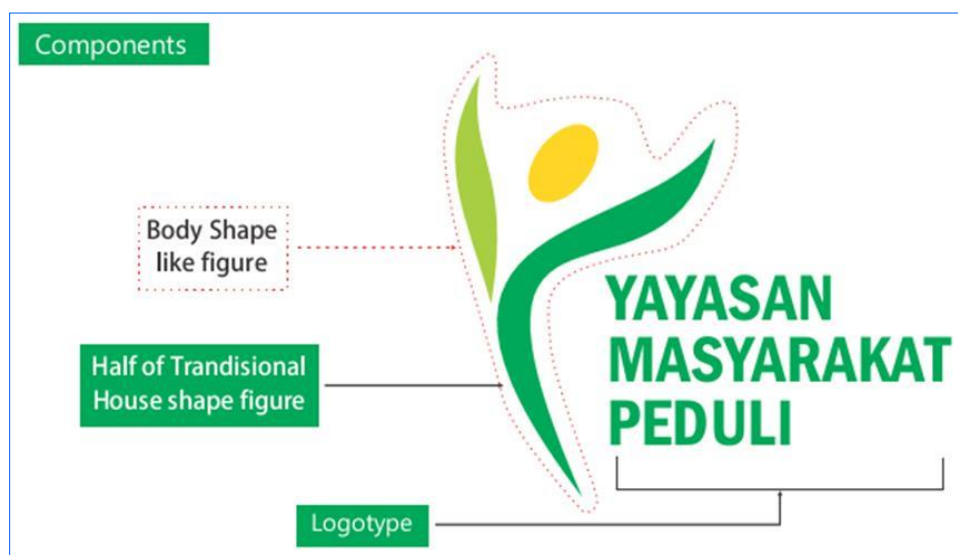 Components
Body Shape
like figure
Half of Trandisional
House shape figure
YAYASAN
MASYARAKAT
PEDULI
Logotype